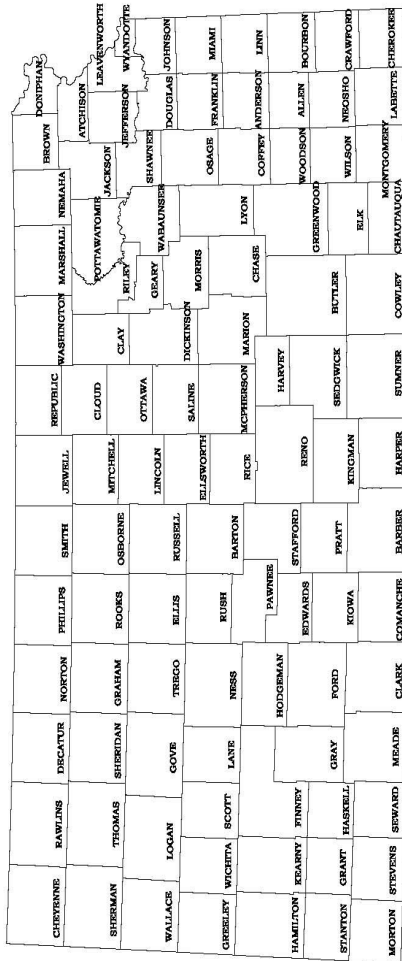 CHEYENNE
RAWLINS
DECATUR
NORTON
PHILLIPS
SMITH
JEWELL
REPUBLIC
WASHINGTON
MARSHALL
NEMAHA
BROWN
DONIPHAN
SHERMAN
THOMAS
SHERIDAN
GRAHAM
ROOKS
OSBORNE
MITCHELL
CLOUD
CLAY
RILEY
POTTAWATOMIE
JACKSON
ATCHISON
JEFFERSON
LEAVENWORTH
WYANDOTTE
WALLACE
LOGAN
GOVE
TREGO
ELLIS
RUSSELL
LINCOLN
OTTAWA
SALINE
DICKINSON
GEARY
WABAUNSEE
SHAWNEE
DOUGLAS
JOHNSON
GREELEY
WICHITA
SCOTT
LANE
NESS
RUSH
BARTON
ELLSWORTH
RICE
MCPHERSON
MARION
MORRIS
CHASE
LYON
OSAGE
COFFEY
FRANKLIN
ANDERSON
MIAMI
LINN
HAMILTON
KEARNY
FINNEY
HODGEMAN
PAWNEE
EDWARDS
STAFFORD
RENO
HARVEY
BUTLER
GREENWOOD
WOODSON
ALLEN
BOURBON
STANTON
GRANT
HASKELL
GRAY
FORD
KIOWA
PRATT
KINGMAN
SEDGWICK
ELK
WILSON
NEOSHO
CRAWFORD
MORTON
STEVENS
SEWARD
MEADE
CLARK
COMANCHE
BARBER
HARPER
SUMNER
COWLEY
CHAUTAUQUA
MONTGOMERY
LABETTE
CHEROKEE